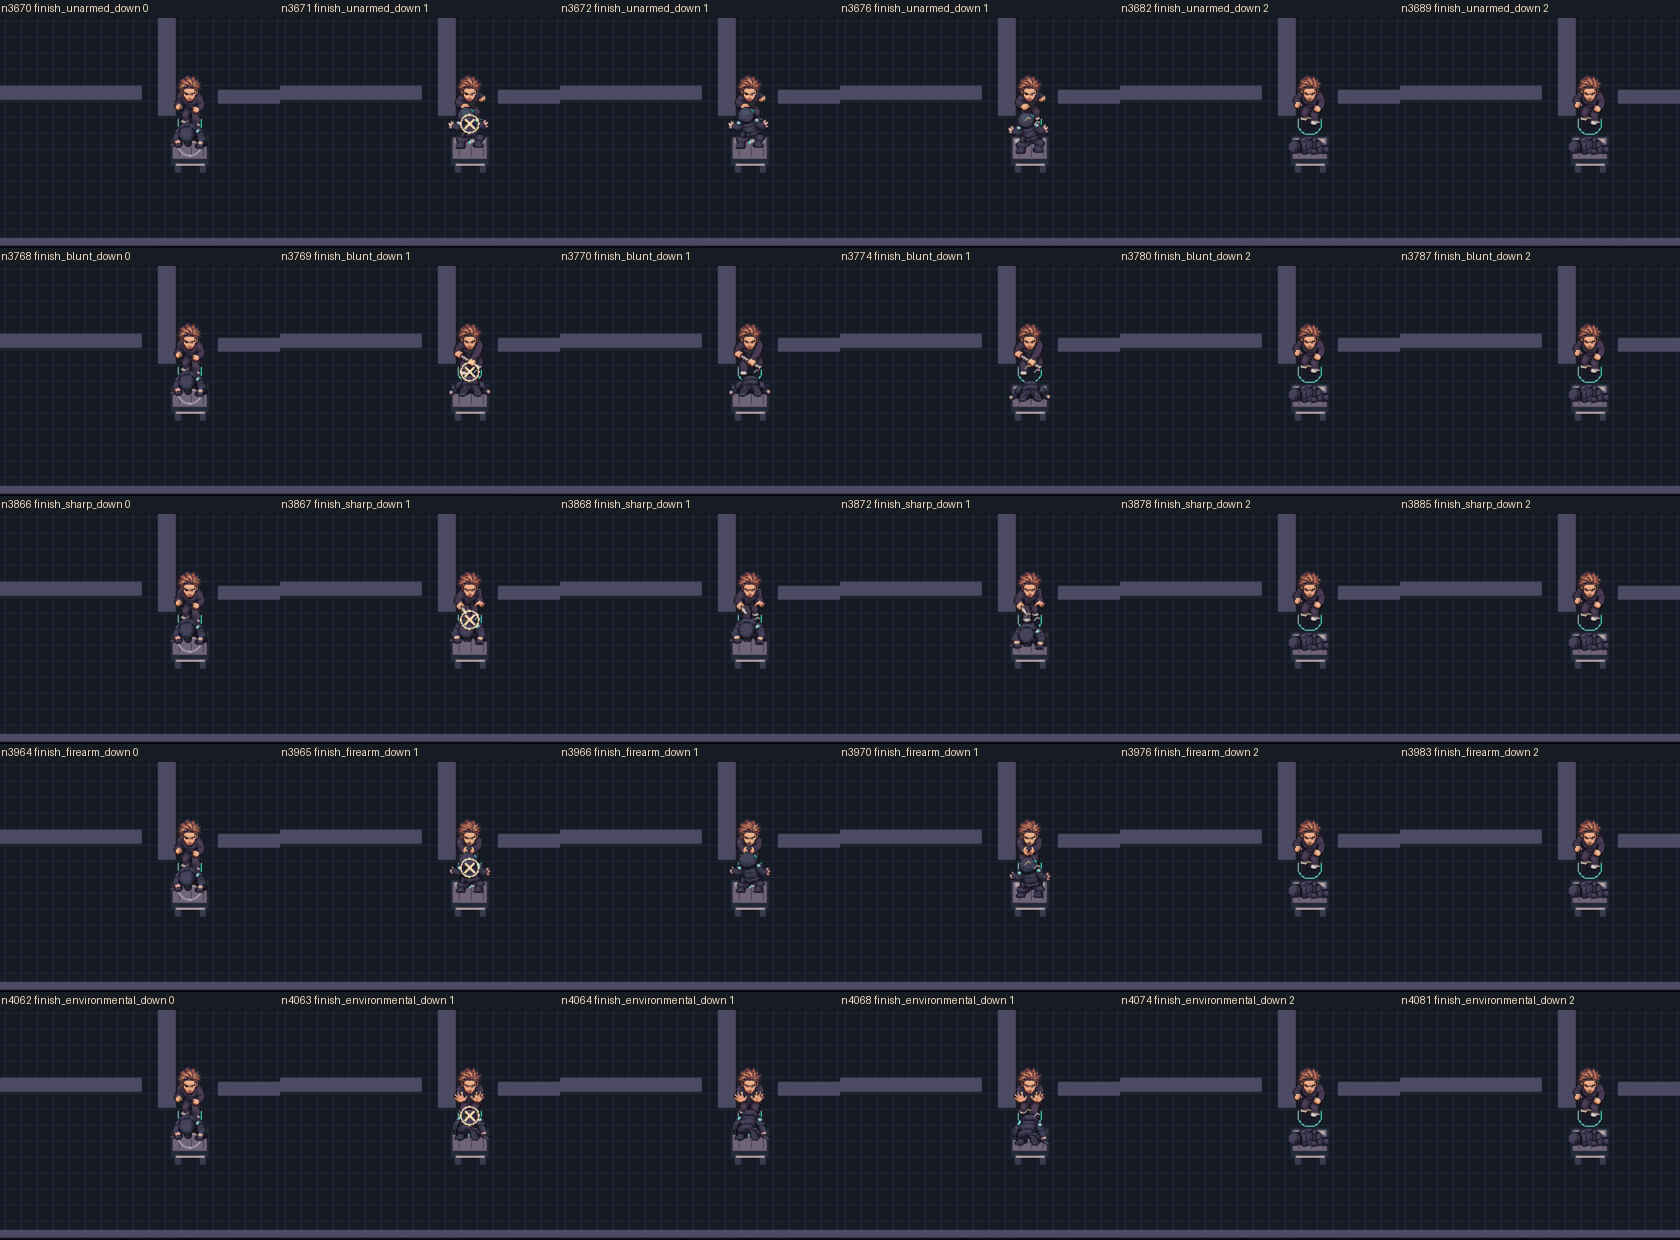 n3670 finish_unarmed_down 0 n3671 finish_unarmed_down 1 n3672 finish_unarmed_down 1 n3676 finish_unarmed_down 1 n3682 finish_unarmed_down 2 n3689 finish_unarmed_down 2
n3768 finish_blunt_down 0 n3769 finish_blunt_down 1 n3770 finish_blunt_down 1 n3774 finish_blunt_down 1 n3780 finish_blunt_down 2 n3787 finish_blunt_down 2
n3866 finish_sharp_down 0 n3867 finish_sharp_down 1 n3868 finish_sharp_down 1 n3872 finish_sharp_down 1 n3878 finish_sharp_down 2 n3885 finish_sharp_down 2
n3964 finish_firearm_down 0 n3965 finish_firearm_down 1 n3966 finish_firearm_down 1 n3970 finish_firearm_down 1 n3976 finish_firearm_down 2 n3983 finish_firearm_down 2
n4062 finish_environmental_down 0 n4063 finish_environmental_down 1 n4064 finish_environmental_down 1 n4068 finish_environmental_down 1 n4074 finish_environmental_down 2 n4081 finish_environmental_down 2